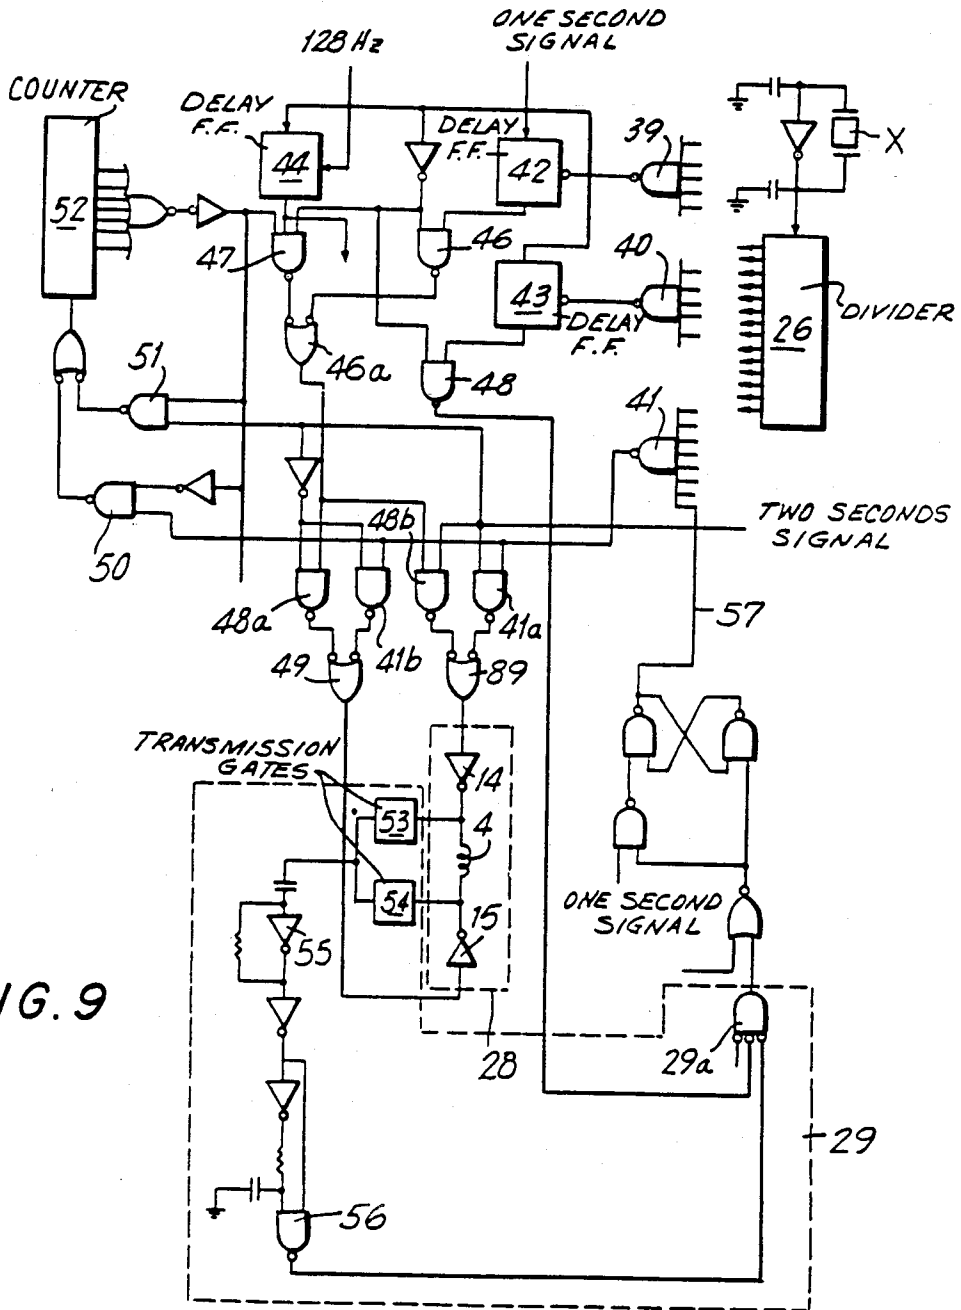 ONE SECOND
SIGNAL
128 Hz
COUNTER
DELAY
F.F.
DELAY
F.F.
39
X
44
42
52
47
46
40
43
DELAY
F.F.
DIVIDER
26
46a
51
48
41
48b
TWO SECONDS
SIGNAL
50
48a
41b
41a
57
49
89
TRANSMISSION
GATES
14
53
4
54
15
ONE SECOND
SIGNAL
55
IG. 9
28
29a
29
56